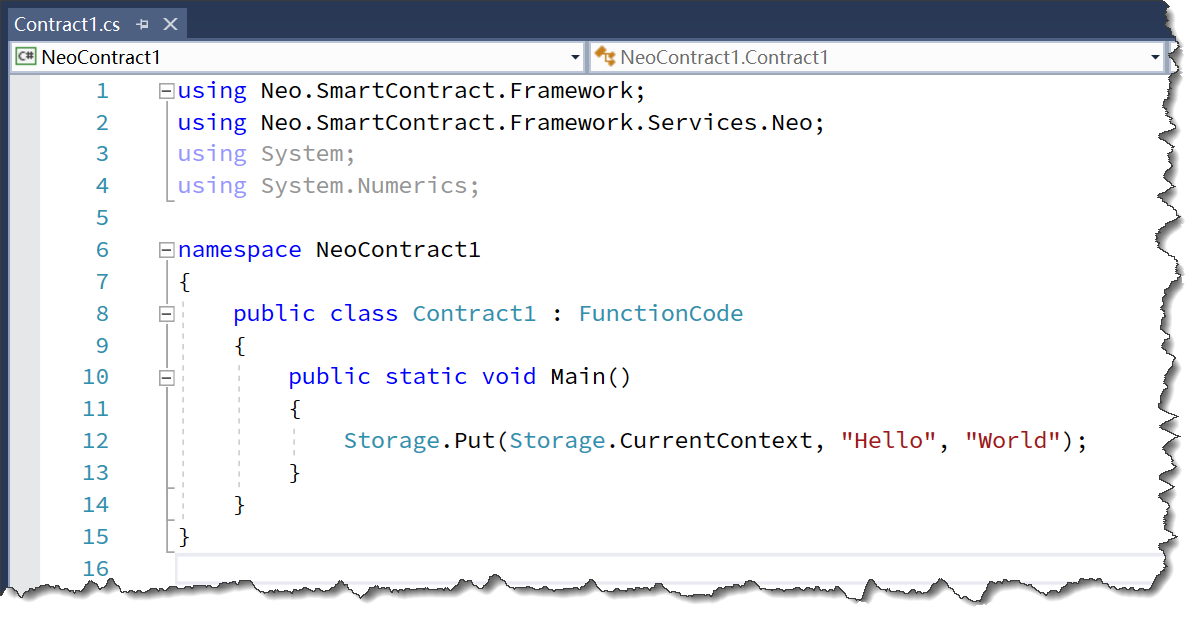 Contract1.cs
C# NeoContract1 NeoContract1.Contract1
1 using Neo.SmartContract.Framework;
2 using Neo.SmartContract.Framework.Services.Neo;
3 using System;
4 using System.Numerics;
5
6 namespace NeoContract1
7 {
8     public class Contract1 : FunctionCode
9     {
10         public static void Main()
11         {
12             Storage.Put(Storage.CurrentContext, "Hello", "World");
13         }
14     }
15 }
16